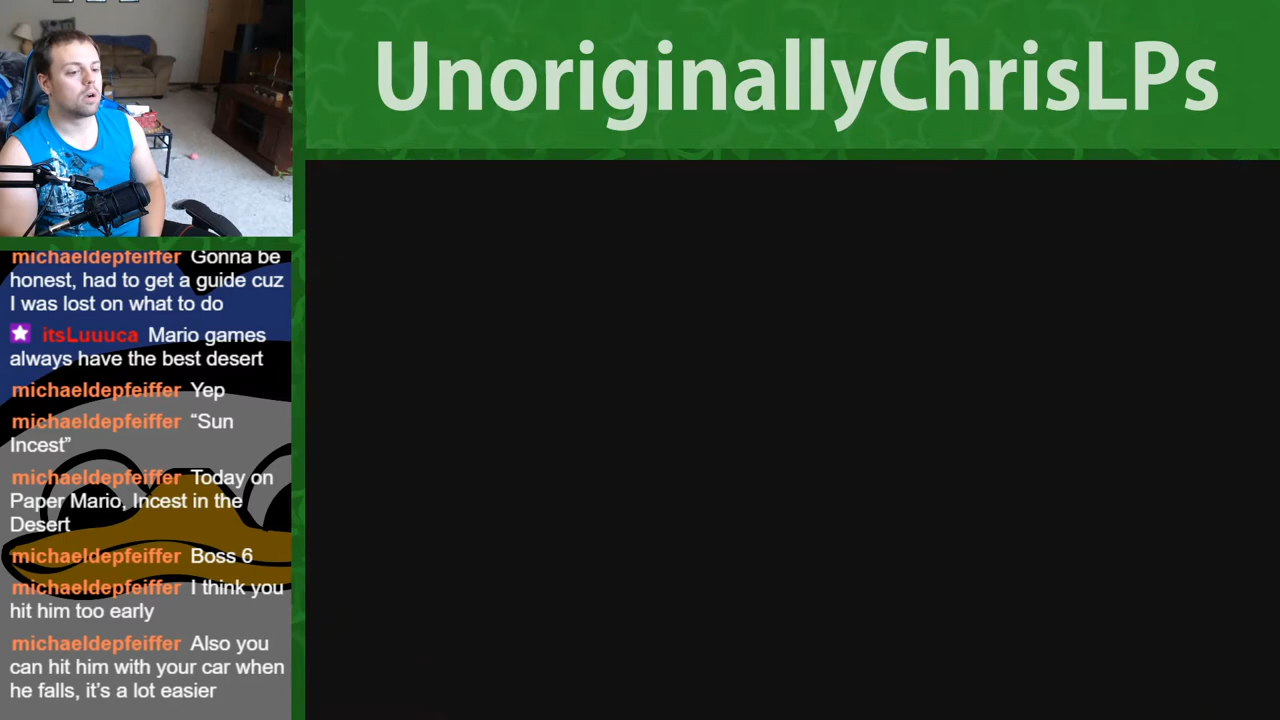 UnoriginallyChrisLPs
michaeldepfeiffer Gonna be
honest, had to get a guide cuz
I was lost on what to do
itsLuuuca Mario games
always have the best desert
michaeldepfeiffer Yep
michaeldepfeiffer “Sun
Incest”
michaeldepfeiffer Today on
Paper Mario, Incest in the
Desert
michaeldepfeiffer Boss 6
michaeldepfeiffer I think you
hit him too early
michaeldepfeiffer Also you
can hit him with your car when
he falls, it’s a lot easier